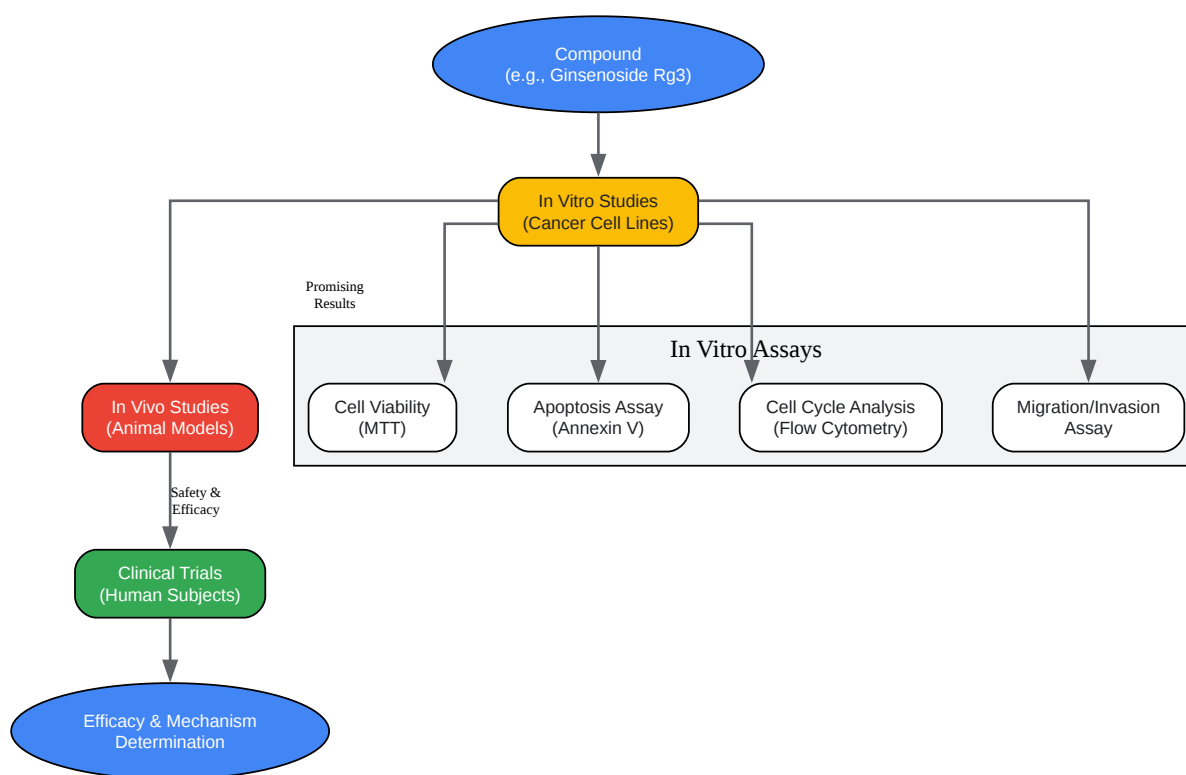 Compound
(e.g., Ginsenoside Rg3)
In Vitro Studies
(Cancer Cell Lines)
Promising
Results
In Vitro Assays
In Vivo Studies
(Animal Models)
Cell Viability
(MTT)
Apoptosis Assay
(Annexin V)
Cell Cycle Analysis
(Flow Cytometry)
Migration/Invasion
Assay
Safety &
Efficacy
Clinical Trials
(Human Subjects)
Efficacy & Mechanism
Determination